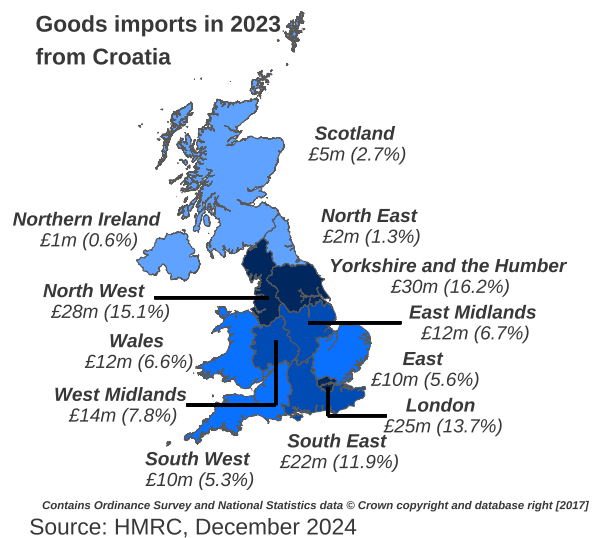 Goods imports in 2023
from Croatia
Scotland
£5m (2.7%)
Northern Ireland
£1m (0.6%)
North East
£2m (1.3%)
Yorkshire and the Humber
£30m (16.2%)
North West
£28m (15.1%)
East Midlands
£12m (6.7%)
Wales
£12m (6.6%)
East
£10m (5.6%)
West Midlands
£14m (7.8%)
London
£25m (13.7%)
South East
£22m (11.9%)
South West
£10m (5.3%)
Contains Ordinance Survey and National Statistics data © Crown copyright and database right [2017]
Source: HMRC, December 2024